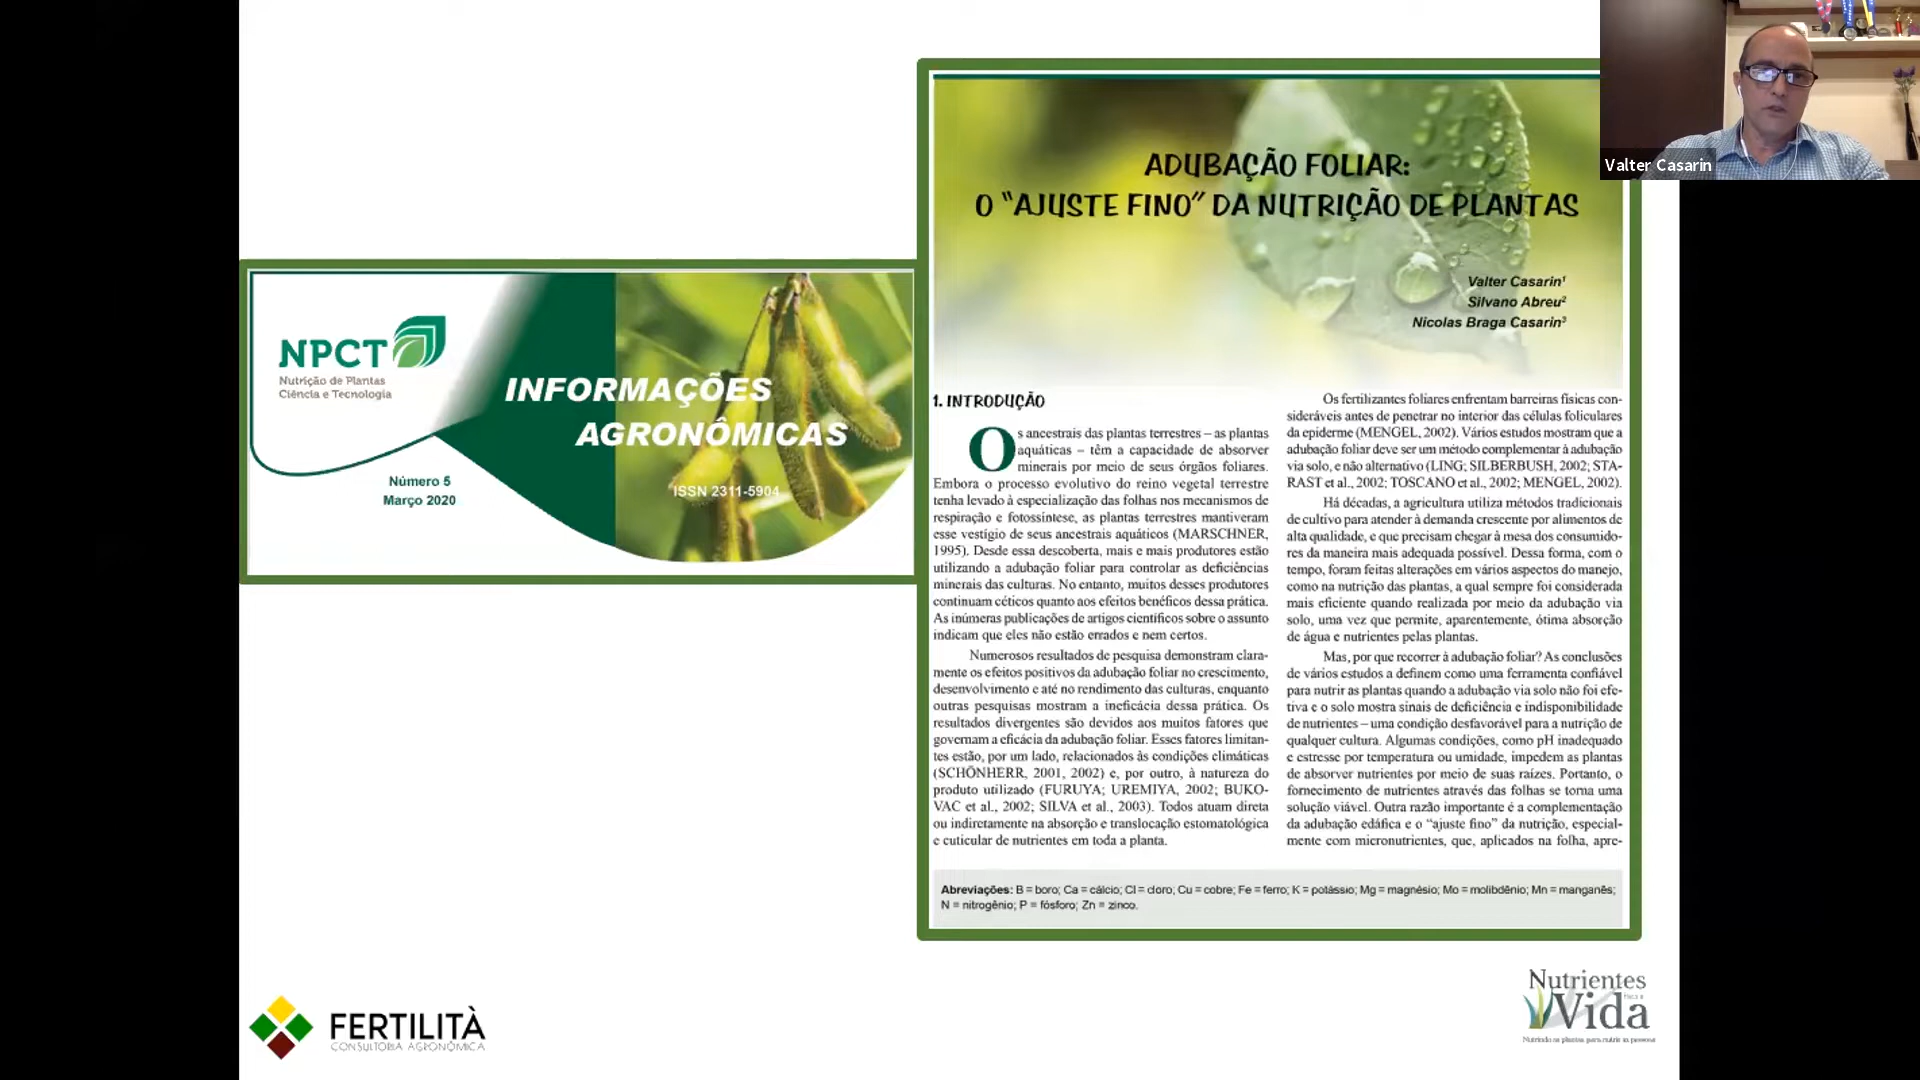 Valter Casarin
NPCT
Nutrição de Plantas
Ciência e Tecnologia
INFORMAÇÕES
AGRONÔMICAS
Número 5
Março 2020
ISSN 2311-5904
ADUBAÇÃO FOLIAR:
O “AJUSTE FINO” DA NUTRIÇÃO DE PLANTAS
Valter Casarin¹
Silvano Abreu²
Nicolas Braga Casarin³
1. INTRODUÇÃO
Os ancestrais das plantas terrestres – as plantas
aquáticas – têm a capacidade de absorver
minerais por meio de seus órgãos foliares.
Embora o processo evolutivo do reino vegetal terrestre
tenha levado à especialização das folhas nos mecanismos de
respiração e fotossíntese, as plantas terrestres mantiveram
esse vestígio de seus ancestrais aquáticos (MARSCHNER,
1995). Desde essa descoberta, mais e mais produtores estão
utilizando a adubação foliar para controlar as deficiências
minerais das culturas. No entanto, muitos desses produtores
continuam céticos quanto aos efeitos benéficos dessa prática.
As inúmeras publicações de artigos científicos sobre o assunto
indicam que eles não estão errados e nem certos.
Numerosos resultados de pesquisa demonstram clara-
mente os efeitos positivos da adubação foliar no crescimento,
desenvolvimento e até no rendimento das culturas, enquanto
outras pesquisas mostram a ineficácia dessa prática. Os
resultados divergentes são devidos aos muitos fatores que
governam a eficácia da adubação foliar. Esses fatores limitan-
tes estão, por um lado, relacionados às condições climáticas
(SCHÖNHERR, 2001, 2002) e, por outro, à natureza do
produto utilizado (FURUYA; UREMIYA, 2002; BUKO-
VAC et al., 2002; SILVA et al., 2003). Todos atuam direta
ou indiretamente na absorção e translocação estomatológica
e cuticular de nutrientes em toda a planta.
Os fertilizantes foliares enfrentam barreiras físicas con-
sideráveis antes de penetrar no interior das células foliculares
da epiderme (MENGEL, 2002). Vários estudos mostram que a
adubação foliar deve ser um método complementar à adubação
via solo, e não alternativo (LING; SILBERBUSH, 2002; STA-
RAST et al., 2002; TOSCANO et al., 2002; MENGEL, 2002).
Há décadas, a agricultura utiliza métodos tradicionais
de cultivo para atender à demanda crescente por alimentos de
alta qualidade, e que precisam chegar à mesa dos consumido-
res da maneira mais adequada possível. Dessa forma, com o
tempo, foram feitas alterações em vários aspectos do manejo,
como na nutrição das plantas, a qual sempre foi considerada
mais eficiente quando realizada por meio da adubação via
solo, uma vez que permite, aparentemente, ótima absorção
de água e nutrientes pelas plantas.
Mas, por que recorrer à adubação foliar? As conclusões
de vários estudos a definem como uma ferramenta confiável
para nutrir as plantas quando a adubação via solo não foi efe-
tiva e o solo mostra sinais de deficiência e indisponibilidade
de nutrientes – uma condição desfavorável para a nutrição de
qualquer cultura. Algumas condições, como pH inadequado
e estresse por temperatura ou umidade, impedem as plantas
de absorver nutrientes por meio de suas raízes. Portanto, o
fornecimento de nutrientes através das folhas se torna uma
solução viável. Outra razão importante é a complementação
da adubação edáfica e o “ajuste fino” da nutrição, especial-
mente com micronutrientes, que, aplicados na folha, apre-
Abreviações: B = boro; Ca = cálcio; Cl = cloro; Cu = cobre; Fe = ferro; K = potássio; Mg = magnésio; Mo = molibdênio; Mn = manganês;
N = nitrogênio; P = fósforo; Zn = zinco.
FERTILITÀ
CONSULTORIA AGRONÔMICA
Nutrientes
Vida
Nutrindo as plantas para nutrir as pessoas